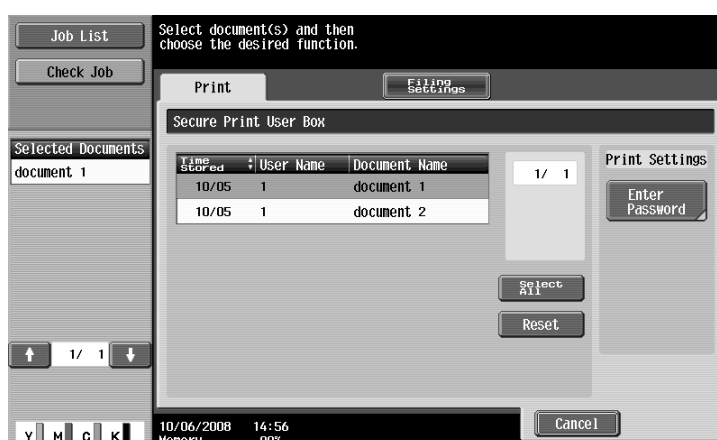 Job List
Select document(s) and then
choose the desired function.
Check Job
Print
Filing
Settings
Secure Print User Box
Selected Documents
document 1
Time
Stored
User Name
Document Name
10/05 1 document 1
10/05 1 document 2
1/ 1
Print Settings
Enter
Password
Select
All
Reset
1/ 1
Y M C K
10/06/2008 14:56
Memory 99%
Cancel